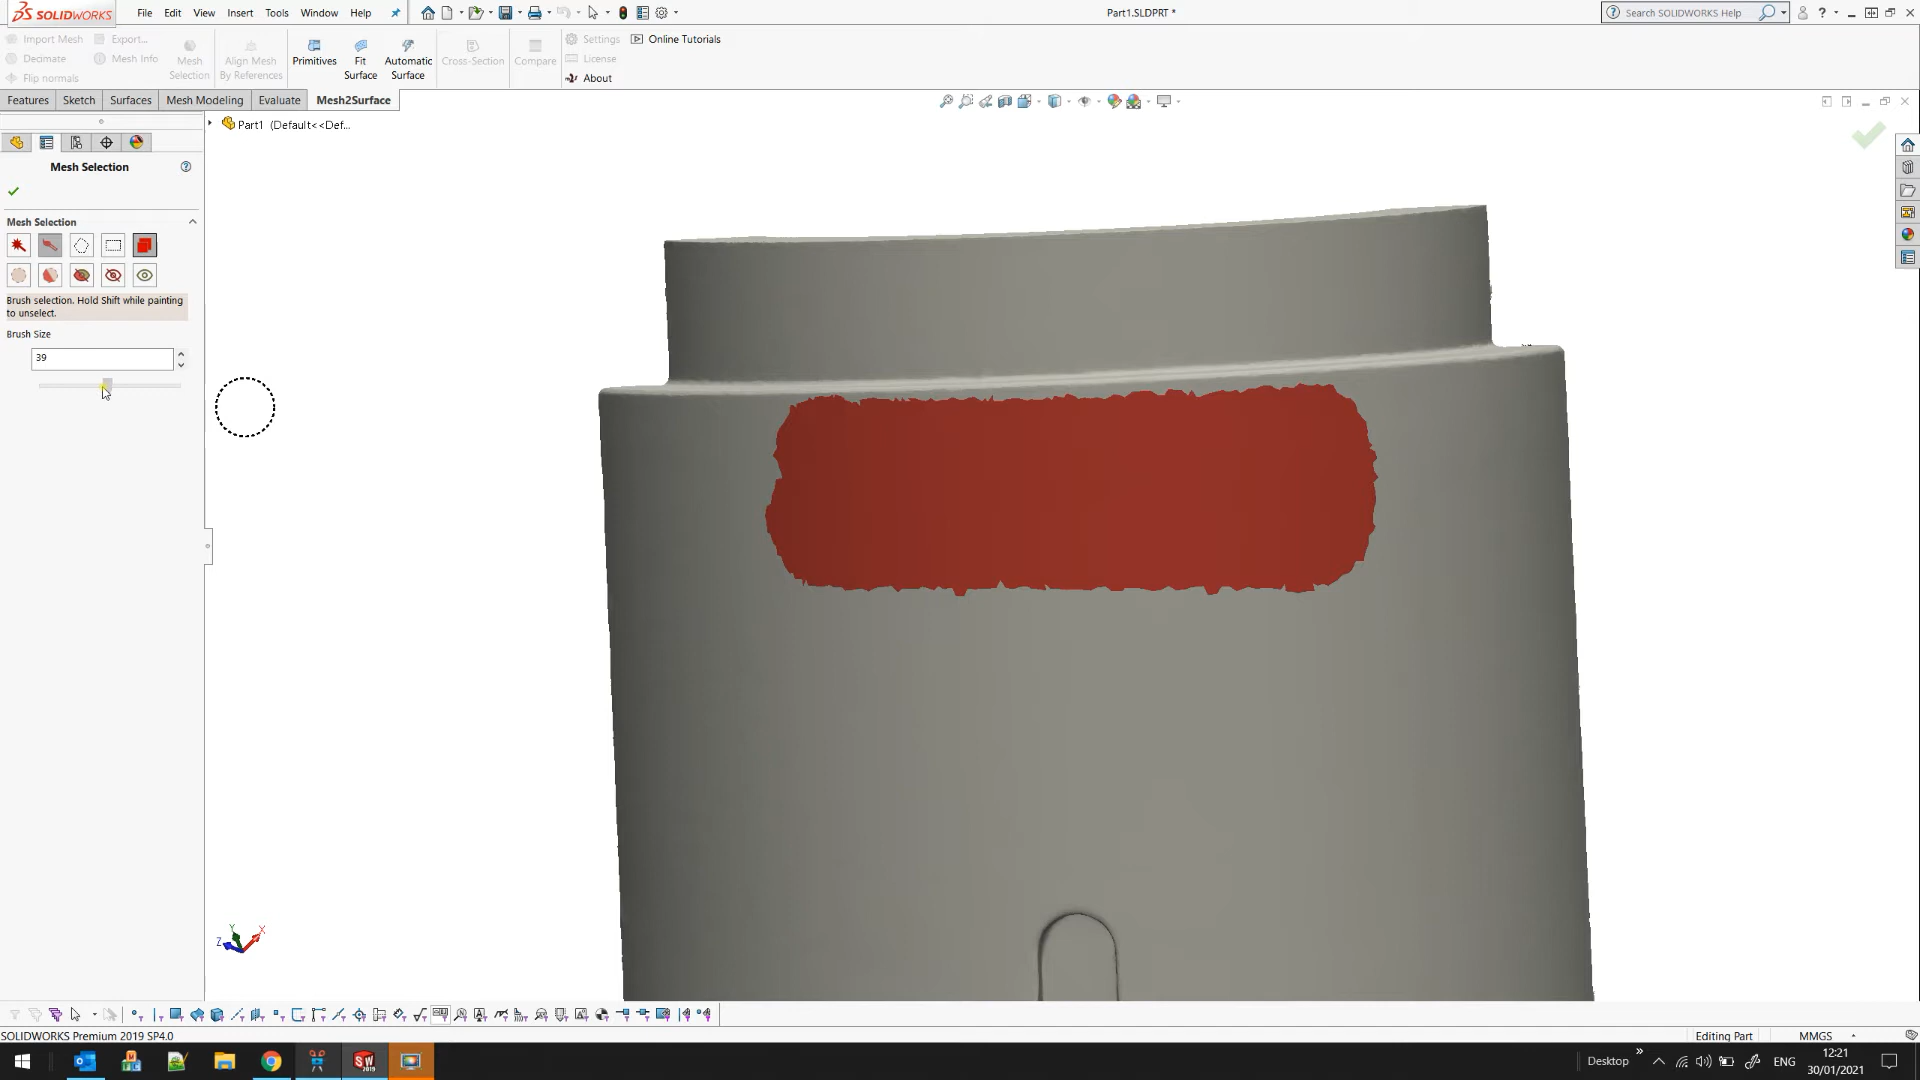 SOLIDWORKS
File
Edit
View
Insert
Tools
Window
Help
Part1.SLDPRT *
Search SOLIDWORKS Help
Import Mesh
Export...
Decimate
Mesh Info
Flip normals
Mesh
Selection
Align Mesh
By References
Primitives
Fit
Surface
Automatic
Surface
Cross-Section
Compare
Settings
License
About
Online Tutorials
Features
Sketch
Surfaces
Mesh Modeling
Evaluate
Mesh2Surface
Part1 (Default<<Def...
Mesh Selection
Mesh Selection
Brush selection. Hold Shift while painting
to unselect.
Brush Size
39
Y
X
Z
SOLIDWORKS Premium 2019 SP4.0
Editing Part
MMGS
Desktop
ENG
12:21
30/01/2021